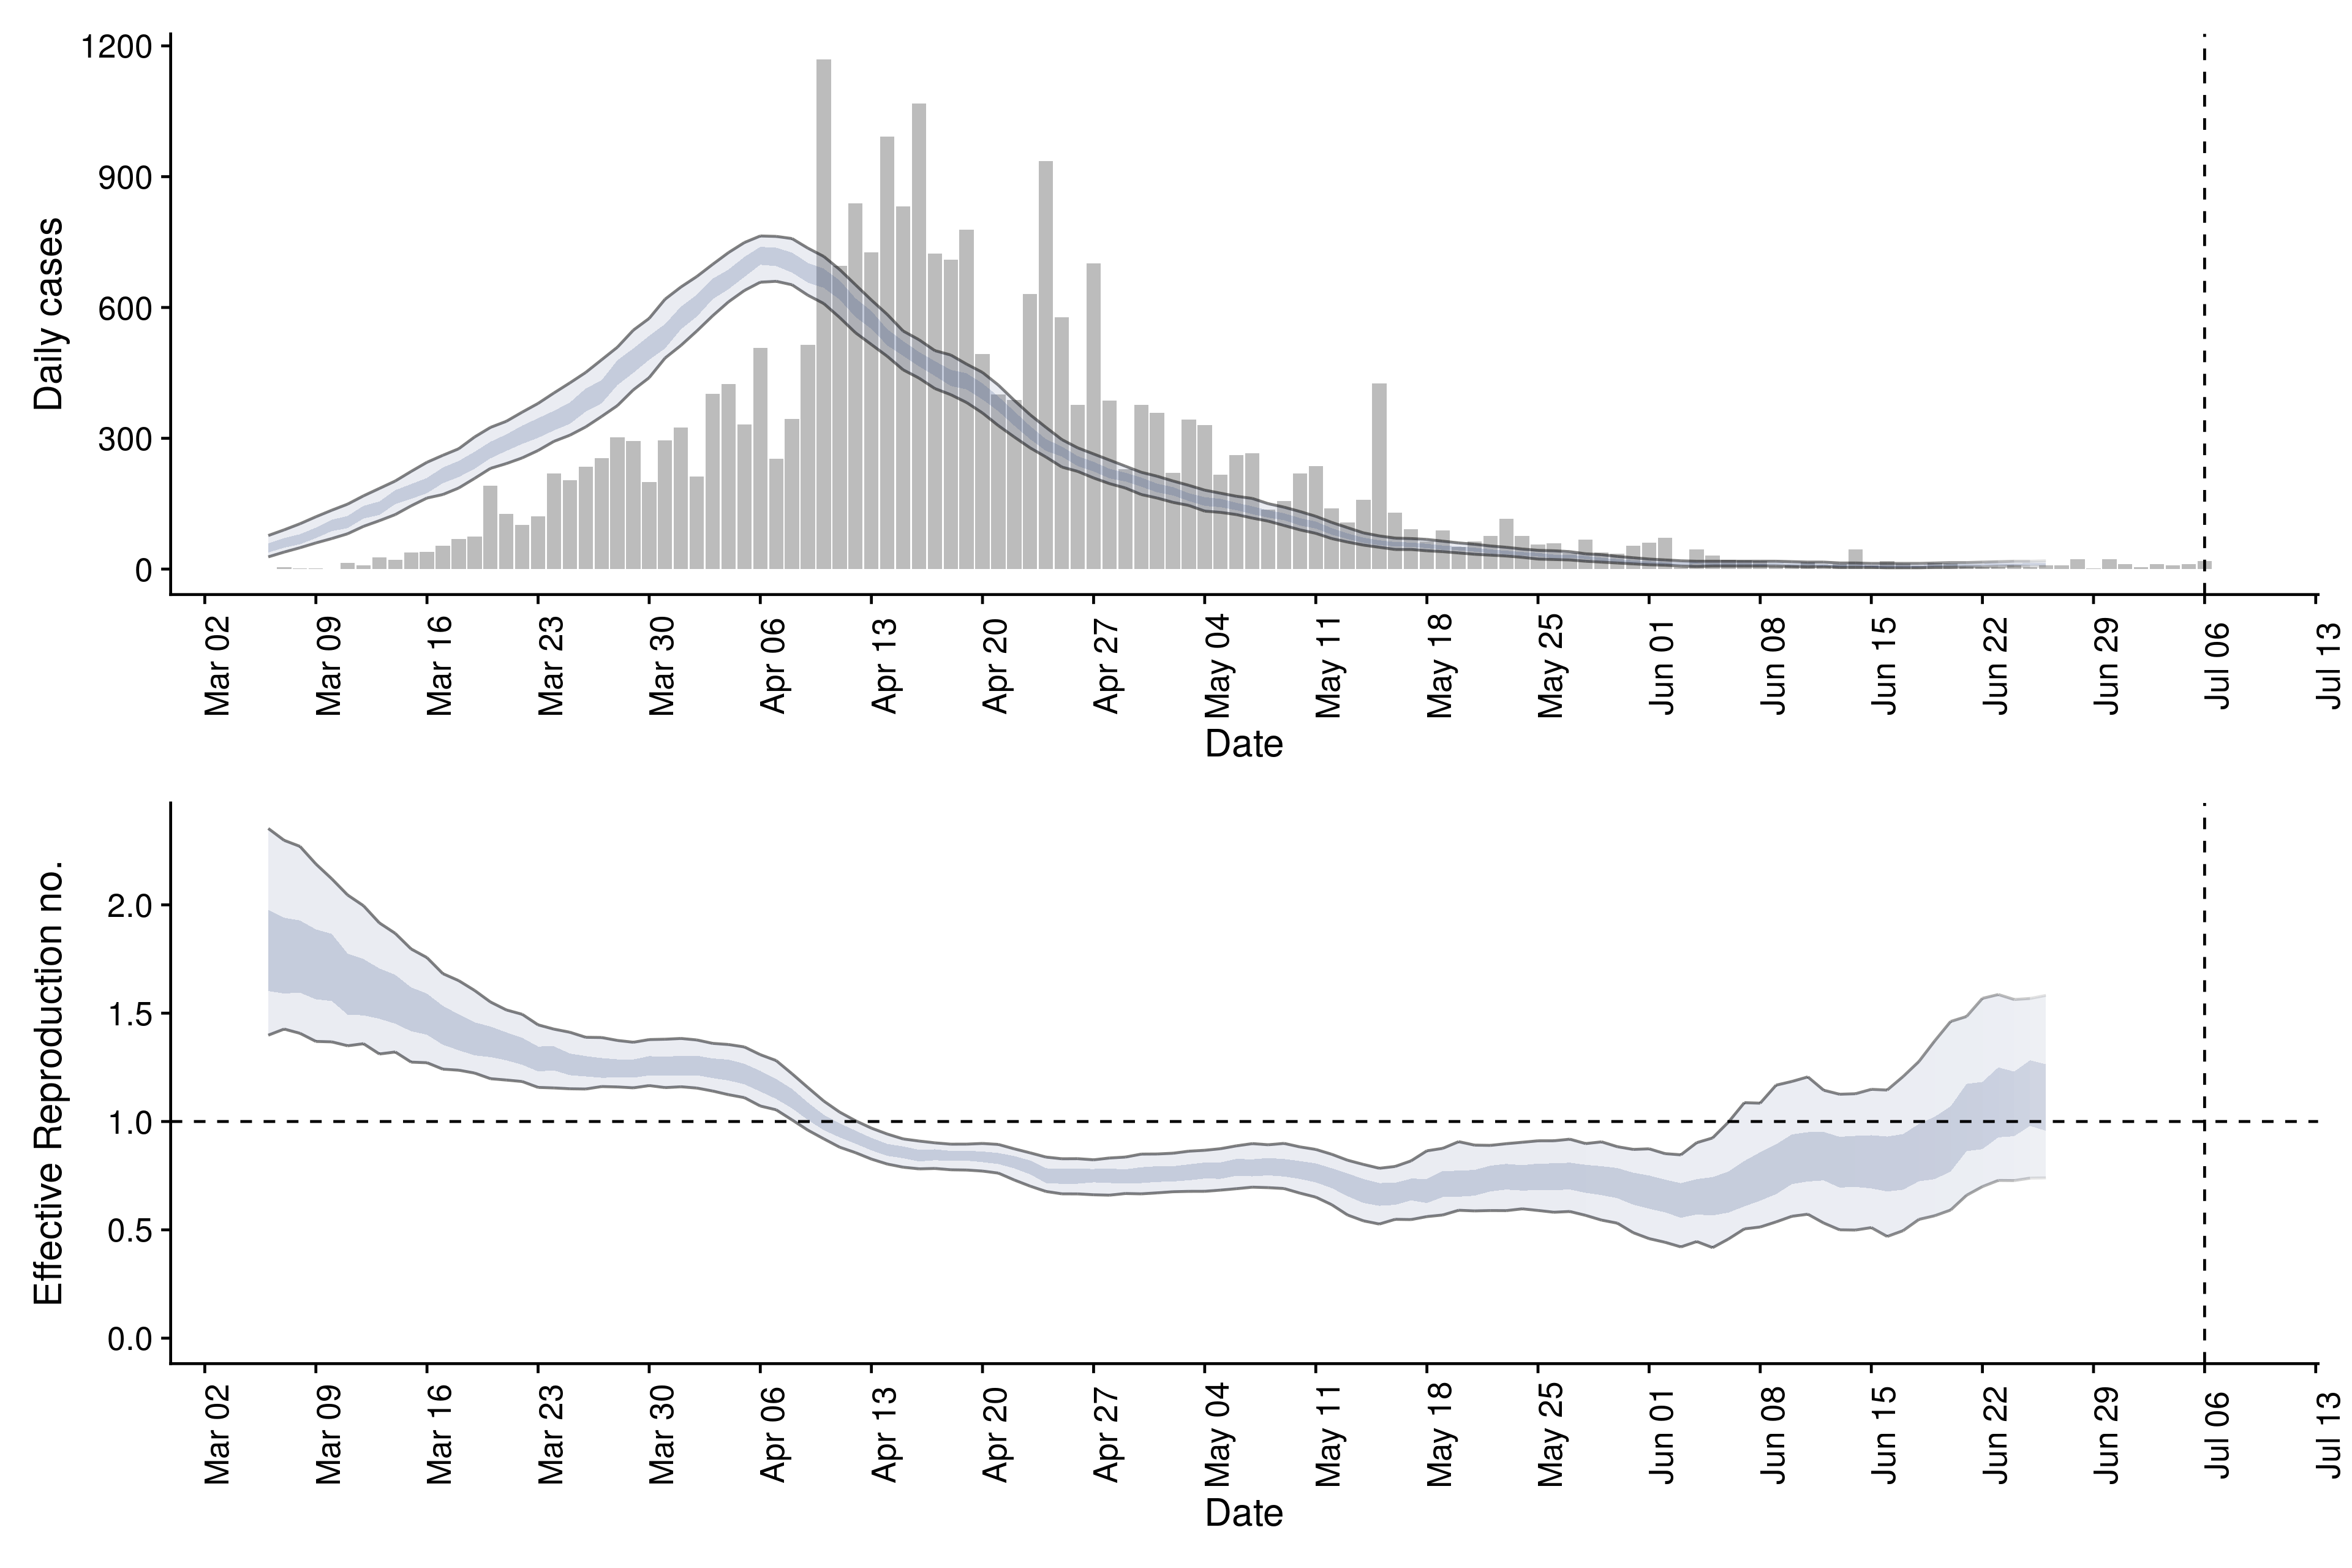 1200
900
600
300
0
Daily cases
Mar 02 Mar 09 Mar 16 Mar 23 Mar 30 Apr 06 Apr 13 Apr 20 Apr 27 May 04 May 11 May 18 May 25 Jun 01 Jun 08 Jun 15 Jun 22 Jun 29 Jul 06 Jul 13
Date
2.0
1.5
1.0
0.5
0.0
Effective Reproduction no.
Mar 02 Mar 09 Mar 16 Mar 23 Mar 30 Apr 06 Apr 13 Apr 20 Apr 27 May 04 May 11 May 18 May 25 Jun 01 Jun 08 Jun 15 Jun 22 Jun 29 Jul 06 Jul 13
Date